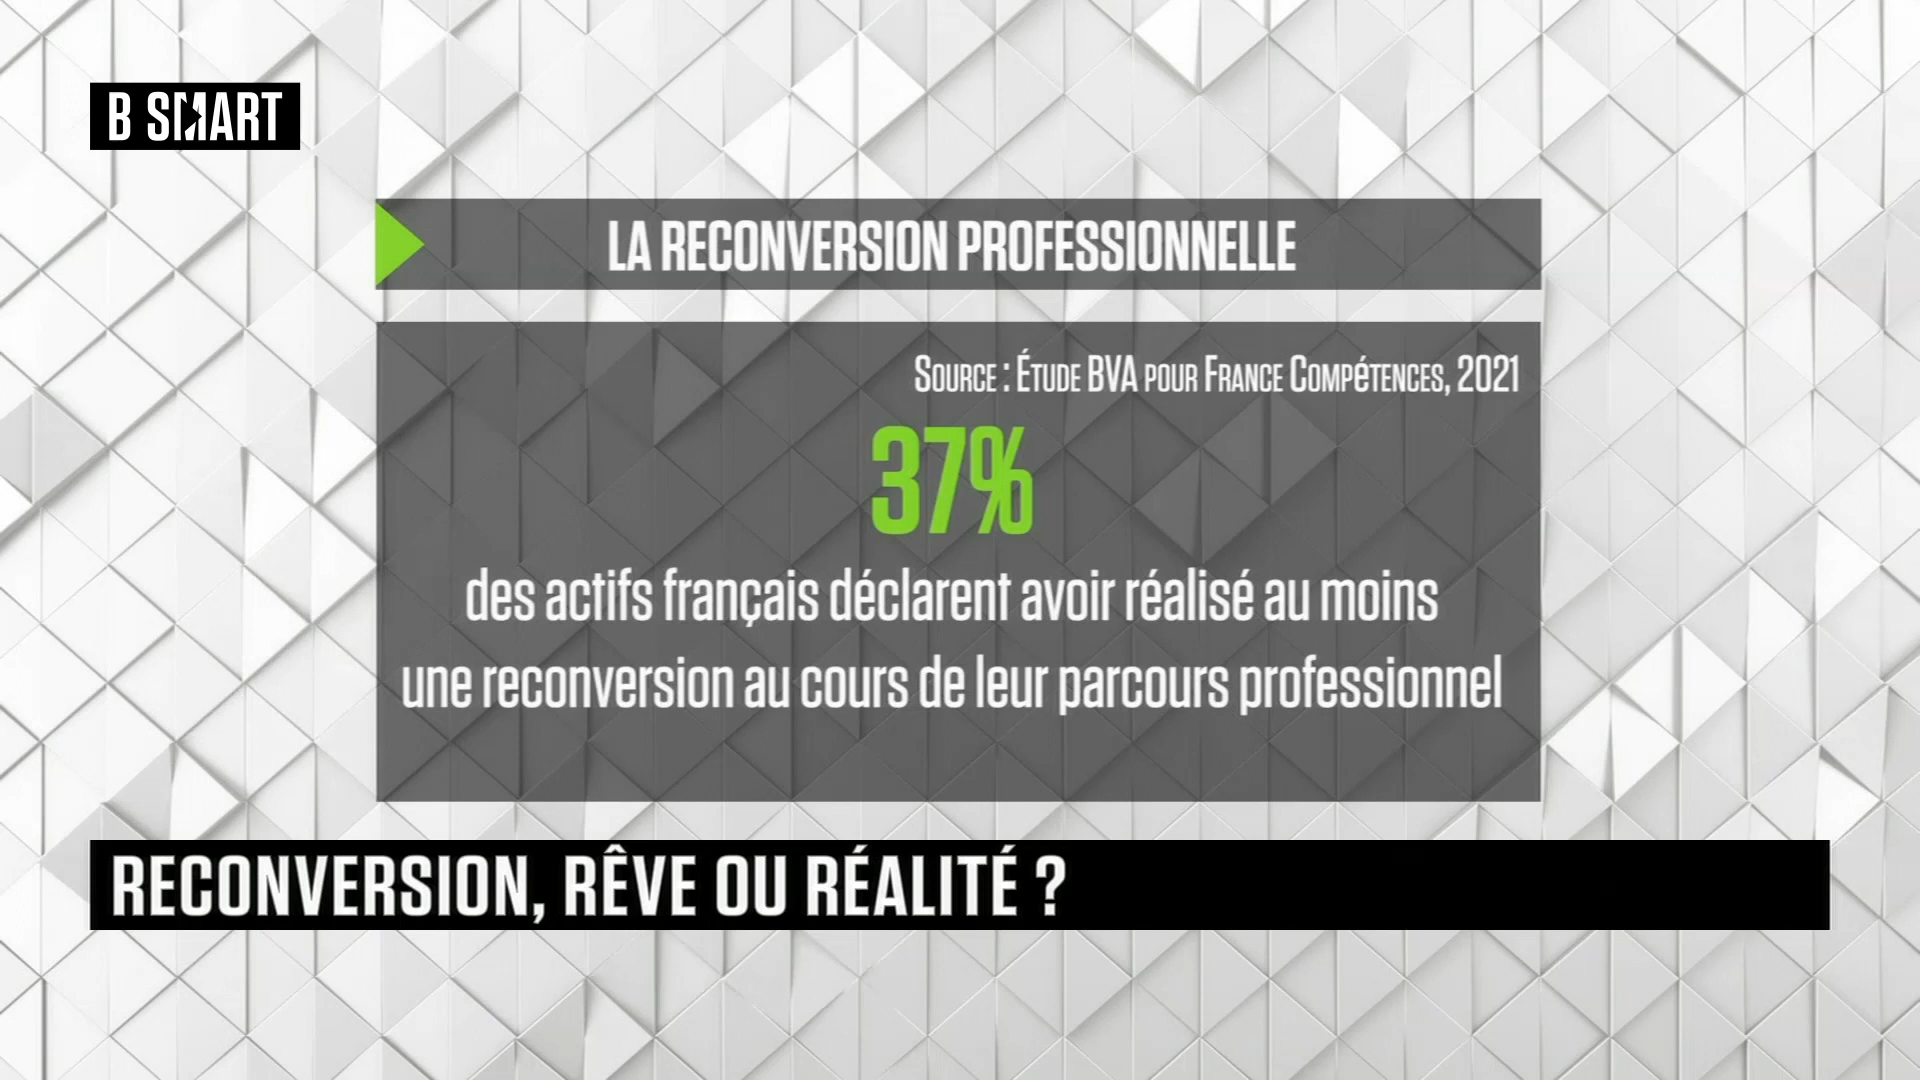 B SMART
LA RECONVERSION PROFESSIONNELLE
SOURCE : ÉTUDE BVA POUR FRANCE COMPéTENCES, 2021
37%
des actifs français déclarent avoir réalisé au moins
une reconversion au cours de leur parcours professionnel
RECONVERSION, RÊVE OU RÉALITÉ ?